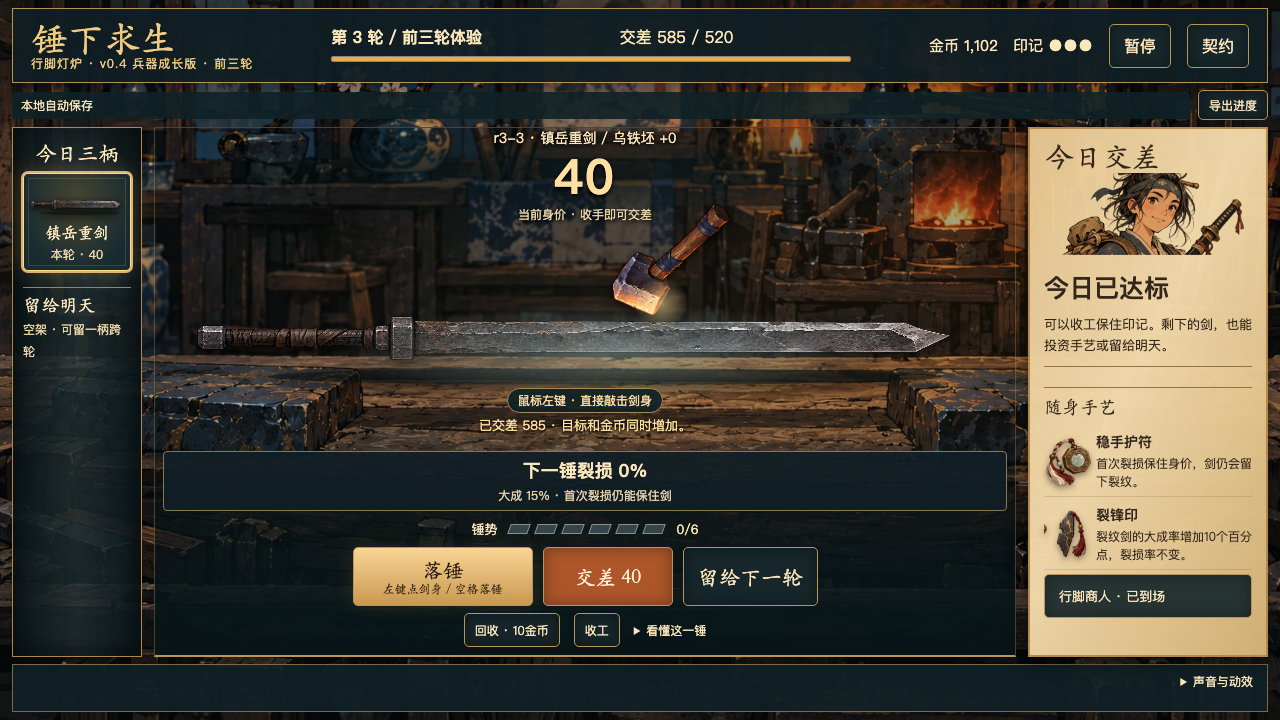 锤下求生
行脚灯炉 · v0.4 兵器成长版 · 前三轮
第 3 轮 / 前三轮体验
交差 585 / 520
金币 1,102
印记
暂停
契约
本地自动保存
导出进度
今日三柄
镇岳重剑
本轮 · 40
留给明天
空架 · 可留一柄跨
轮
r3-3 · 镇岳重剑 / 乌铁坯 +0
40
当前身价 · 收手即可交差
鼠标左键 · 直接敲击剑身
已交差 585 · 目标和金币同时增加。
下一锤裂损 0%
大成 15% · 首次裂损仍能保住剑
锤势
0/6
落锤
左键点剑身 / 空格落锤
交差 40
留给下一轮
回收 · 10金币
收工
▶ 看懂这一锤
今日交差
今日已达标
可以收工保住印记。剩下的剑，也能
投资手艺或留给明天。
随身手艺
稳手护符
首次裂损保住身价，剑仍会留
下裂纹。
裂锋印
裂纹剑的大成率增加10个百分
点，裂损率不变。
行脚商人 · 已到场
▶ 声音与动效